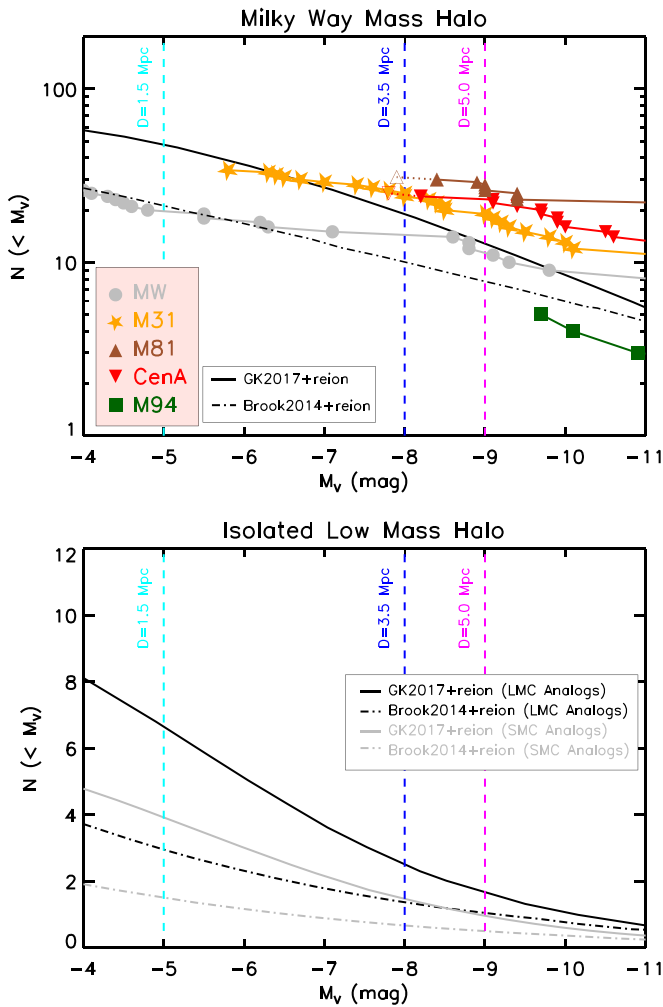 Milky Way Mass Halo
D=1.5 Mpc
D=3.5 Mpc
D=5.0 Mpc
N (< Mᵥ)
100
10
1
MW
M31
M81
CenA
M94
GK2017+reion
Brook2014+reion
-4 -5 -6 -7 -8 -9 -10 -11
Mᵥ (mag)
Isolated Low Mass Halo
D=1.5 Mpc
D=3.5 Mpc
D=5.0 Mpc
N (< Mᵥ)
12
10
8
6
4
2
0
GK2017+reion (LMC Analogs)
Brook2014+reion (LMC Analogs)
GK2017+reion (SMC Analogs)
Brook2014+reion (SMC Analogs)
-4 -5 -6 -7 -8 -9 -10 -11
Mᵥ (mag)